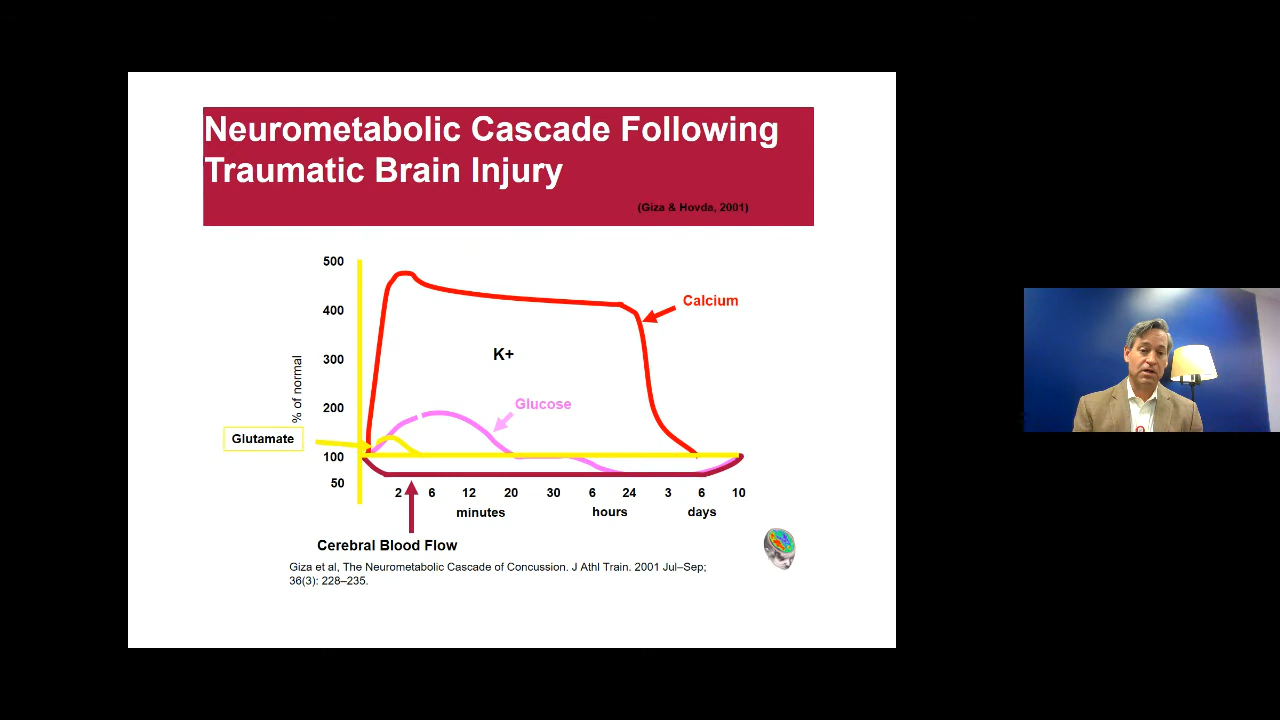 Neurometabolic Cascade Following
Traumatic Brain Injury
(Giza & Hovda, 2001)
500
400
300
200
100
50
% of normal
Calcium
K+
Glucose
Glutamate
2 6 12 20 30 6 24 3 6 10
minutes hours days
Cerebral Blood Flow
Giza et al, The Neurometabolic Cascade of Concussion. J Athl Train. 2001 Jul–Sep;
36(3): 228–235.